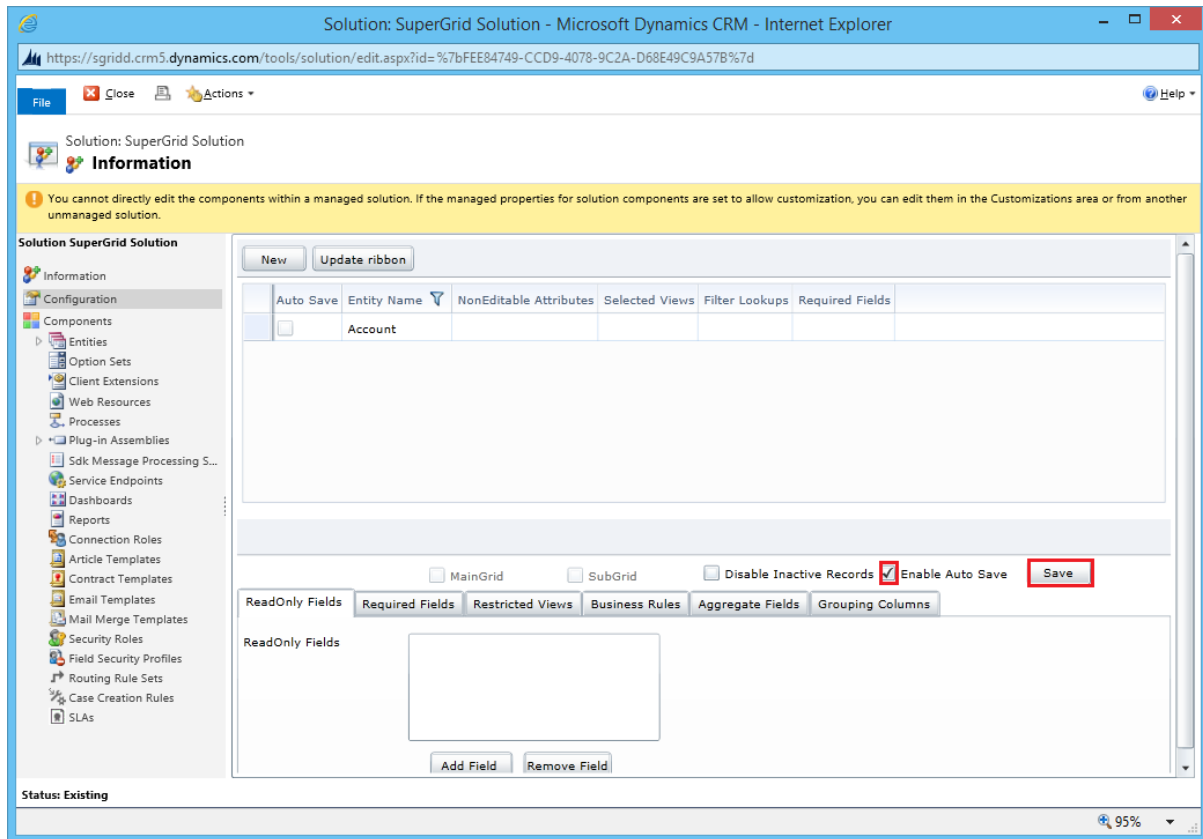 Solution: SuperGrid Solution - Microsoft Dynamics CRM - Internet Explorer
https://sgridd.crm5.dynamics.com/tools/solution/edit.aspx?id=%7bFEE84749-CCD9-4078-9C2A-D68E49C9A57B%7d
File
Close
Actions
Help
Solution: SuperGrid Solution
Information
You cannot directly edit the components within a managed solution. If the managed properties for solution components are set to allow customization, you can edit them in the Customizations area or from another
unmanaged solution.
Solution SuperGrid Solution
Information
Configuration
Components
Entities
Option Sets
Client Extensions
Web Resources
Processes
Plug-in Assemblies
Sdk Message Processing S...
Service Endpoints
Dashboards
Reports
Connection Roles
Article Templates
Contract Templates
Email Templates
Mail Merge Templates
Security Roles
Field Security Profiles
Routing Rule Sets
Case Creation Rules
SLAs
New Update ribbon
Auto Save Entity Name NonEditable Attributes Selected Views Filter Lookups Required Fields
Account
MainGrid SubGrid Disable Inactive Records Enable Auto Save Save
ReadOnly Fields Required Fields Restricted Views Business Rules Aggregate Fields Grouping Columns
ReadOnly Fields
Add Field Remove Field
Status: Existing
95%